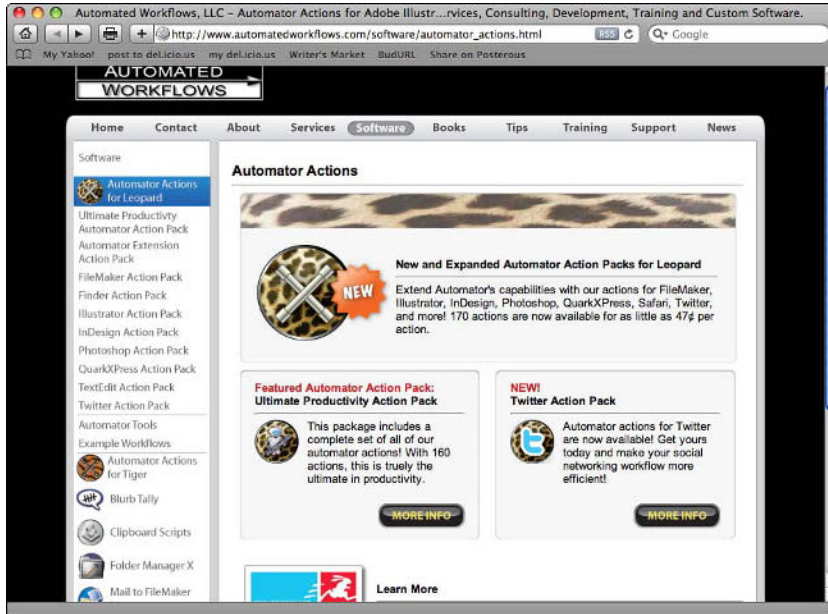 Automated Workflows, LLC – Automator Actions for Adobe Illustr...rvices, Consulting, Development, Training and Custom Software.
http://www.automatedworkflows.com/software/automator_actions.html
RSS
Google
My Yahoo! post to del.icio.us my del.icio.us Writer's Market BudURL Share on Posterous
AUTOMATED
WORKFLOWS
Home Contact About Services Software Books Tips Training Support News
Software
Automator Actions
for Leopard
Ultimate Productivty
Automator Action Pack
Automator Extension
Action Pack
FileMaker Action Pack
Finder Action Pack
Illustrator Action Pack
InDesign Action Pack
Photoshop Action Pack
QuarkXPress Action Pack
TextEdit Action Pack
Twitter Action Pack
Automator Tools
Example Workflows
Automator Actions
for Tiger
Blurb Tally
Clipboard Scripts
Folder Manager X
Mail to FileMaker
Automator Actions
NEW
New and Expanded Automator Action Packs for Leopard
Extend Automator's capabilities with our actions for FileMaker,
Illustrator, InDesign, Photoshop, QuarkXPress, Safari, Twitter,
and more! 170 actions are now available for as little as 47¢ per
action.
Featured Automator Action Pack:
Ultimate Productivity Action Pack
This package includes a
complete set of all of our
automator actions! With 160
actions, this is truely the
ultimate in productivity.
MORE INFO
NEW!
Twitter Action Pack
Automator actions for Twitter
are now available! Get yours
today and make your social
networking workflow more
efficient!
MORE INFO
Learn More